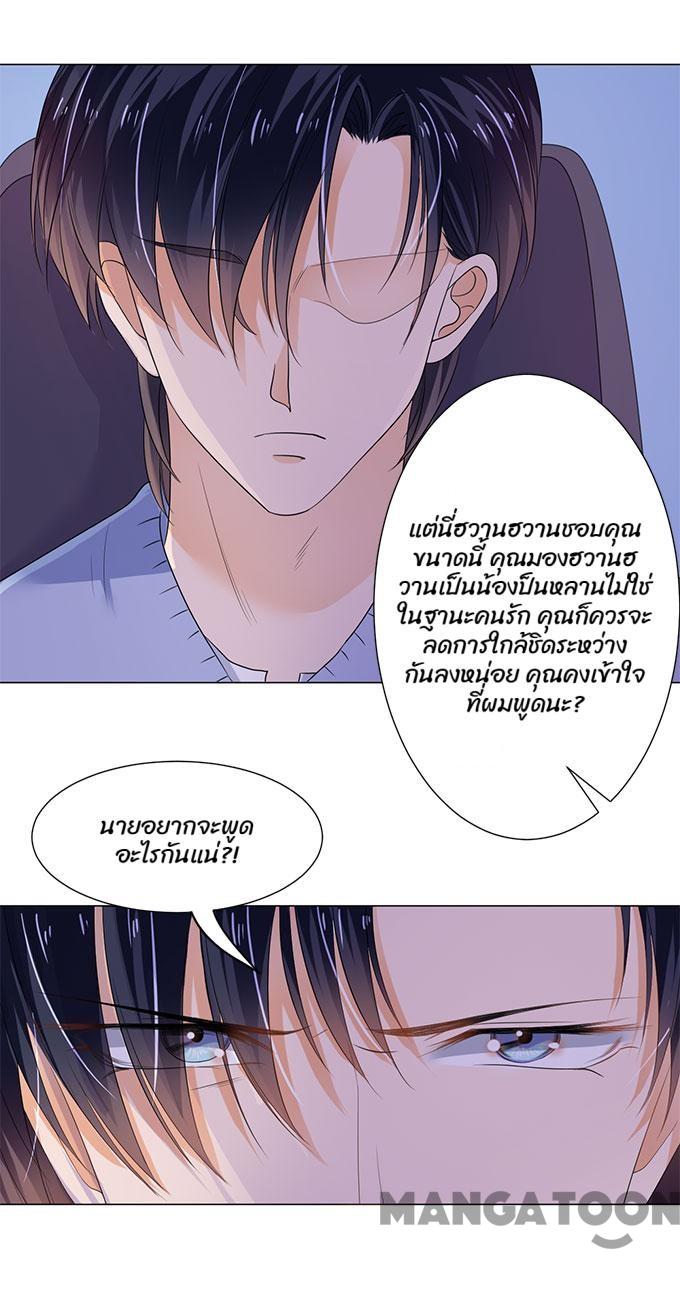 แต่นี่ฮวานฮวานชอบคุณ
ขนาดนี้ คุณมองฮวานฮ
วานเป็นน้องป็นหลานไม่ใช่
ในฐานะคนรัก คุณก็ควรจะ
ลดการใกล้ชิดระหว่าง
กันลงหน่อย คุณคงเข้าใจ
ที่ผมพูดนะ?
นายอยากจะพูด
อะไรกันแน่?!
MANGATOON